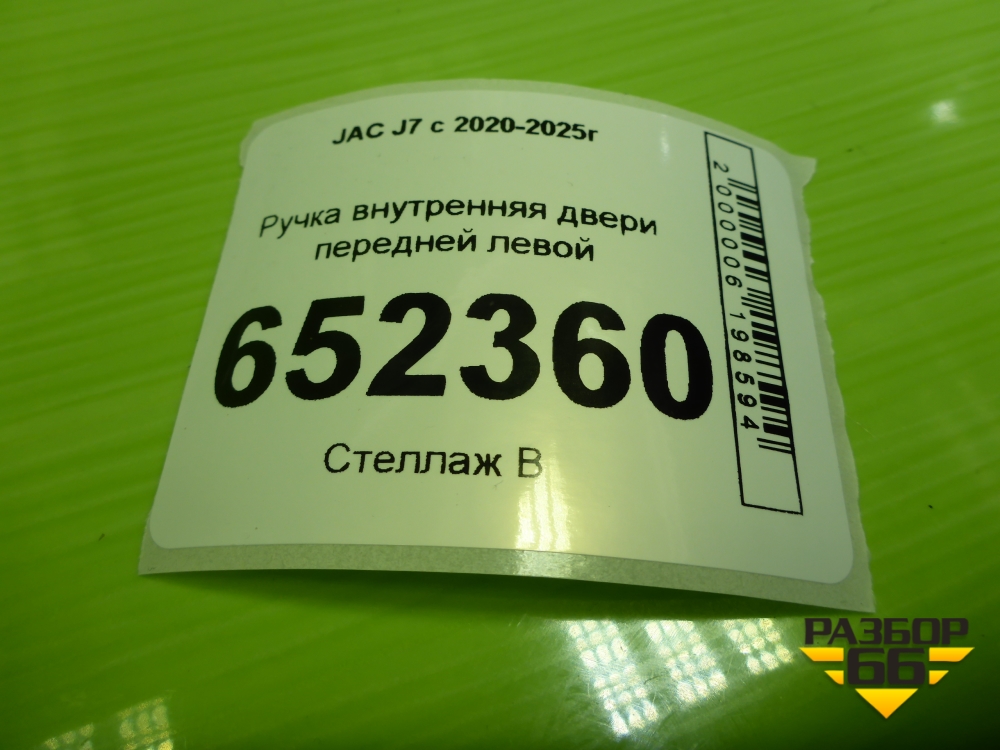 JAC J7 с 2020-2025г
Ручка внутренняя двери
передней левой
652360
Стеллаж В
2000006198594
РАЗБОР
66